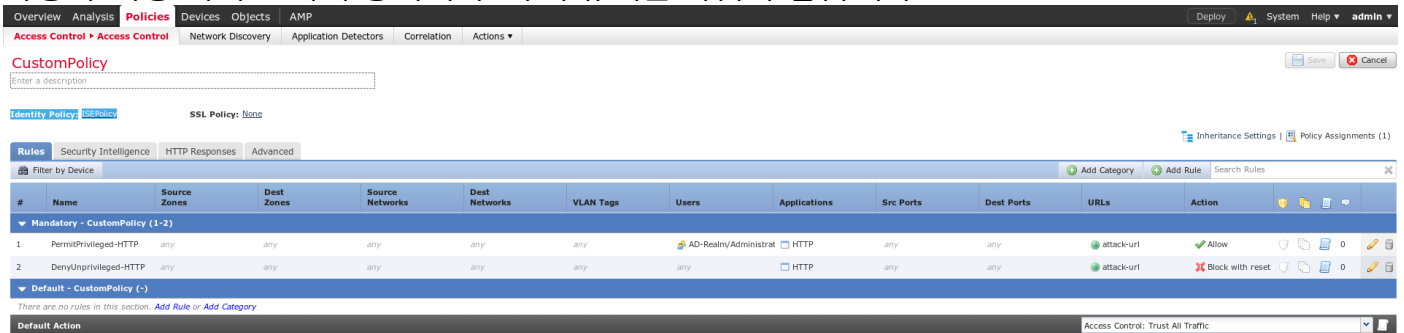 Overview Analysis Policies Devices Objects AMP Deploy 1 System Help ▼ admin ▼
Access Control ▸ Access Control Network Discovery Application Detectors Correlation Actions ▼
CustomPolicy Save Cancel
Enter a description
Identity Policy: ISEPolicy SSL Policy: None
Inheritance Settings | Policy Assignments (1)
Rules Security Intelligence HTTP Responses Advanced
Filter by Device Add Category Add Rule Search Rules
# Name Source Zones Dest Zones Source Networks Dest Networks VLAN Tags Users Applications Src Ports Dest Ports URLs Action
Mandatory - CustomPolicy (1-2)
1 PermitPrivileged-HTTP any any any any any AD-Realm/Administrat HTTP any any attack-url Allow 0
2 DenyUnprivileged-HTTP any any any any any any HTTP any any attack-url Block with reset 0
Default - CustomPolicy (-)
There are no rules in this section. Add Rule or Add Category
Default Action Access Control: Trust All Traffic